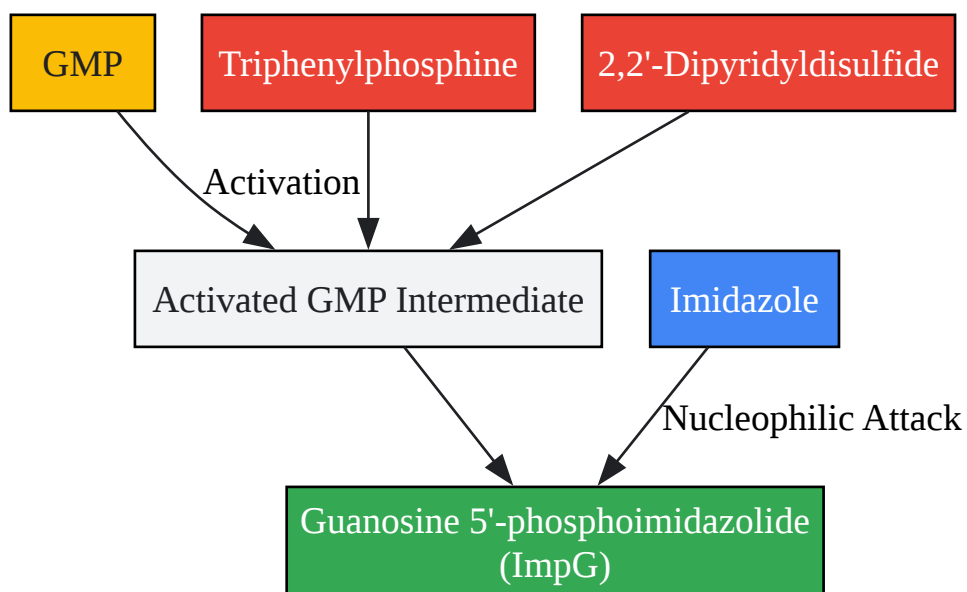 GMP
Triphenylphosphine
2,2'-Dipyridyldisulfide
Activation
Activated GMP Intermediate
Imidazole
Nucleophilic Attack
Guanosine 5'-phosphoimidazolide
(ImpG)